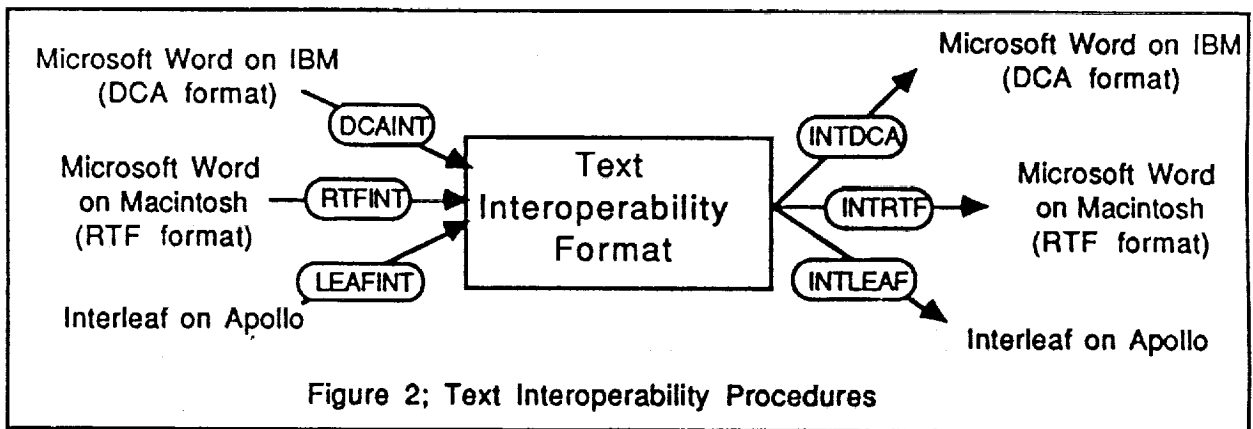 Microsoft Word on IBM
(DCA format)
DCAINT
Microsoft Word
on Macintosh
(RTF format)
RTFINT
LEAFINT
Interleaf on Apollo
Text
Interoperability
Format
Microsoft Word on IBM
(DCA format)
INTDCA
INTRTF
Microsoft Word
on Macintosh
(RTF format)
INTLEAF
Interleaf on Apollo
Figure 2; Text Interoperability Procedures